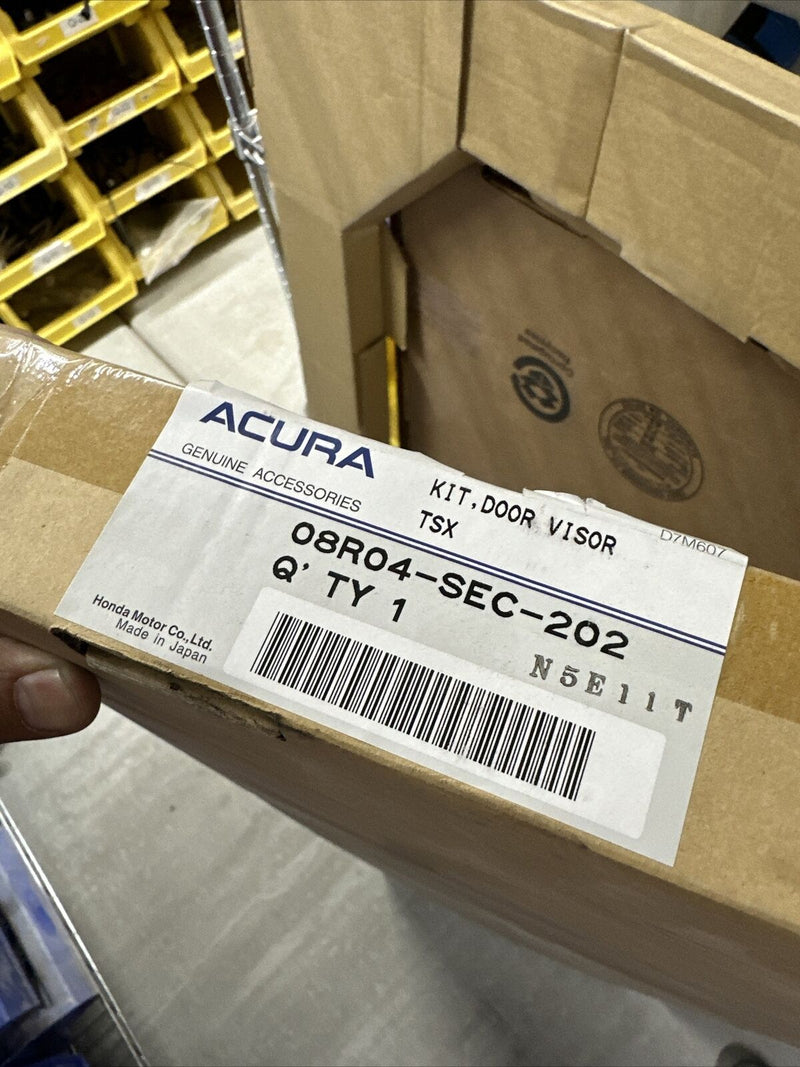 ACURA
GENUINE ACCESSORIES
KIT,DOOR VISOR
TSX
D7M607
08R04-SEC-202
Q' TY 1
Honda Motor Co.,Ltd.
Made in Japan
N5E11T